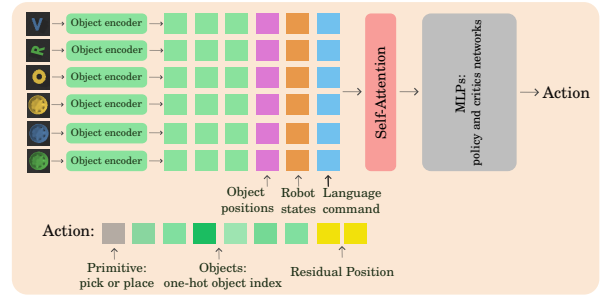 V
Object encoder
R
Object encoder
Object encoder
Object encoder
Object encoder
Object encoder
Self-Attention
MLPs:
policy and critics networks
Action
Object
positions
Robot
states
Language
command
Action:
Primitive:
pick or place
Objects:
one-hot object index
Residual Position